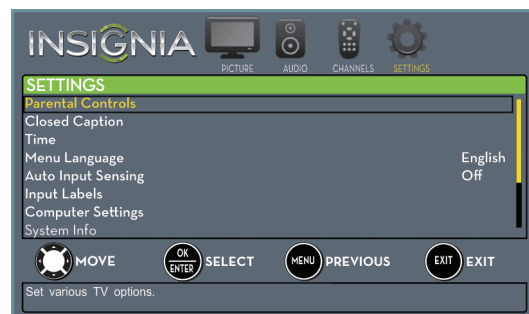 INSIGNIA
PICTURE AUDIO CHANNELS SETTINGS
SETTINGS
Parental Controls
Closed Caption
Time
Menu Language English
Auto Input Sensing Off
Input Labels
Computer Settings
System Info
MOVE OK ENTER SELECT MENU PREVIOUS EXIT EXIT
Set various TV options.